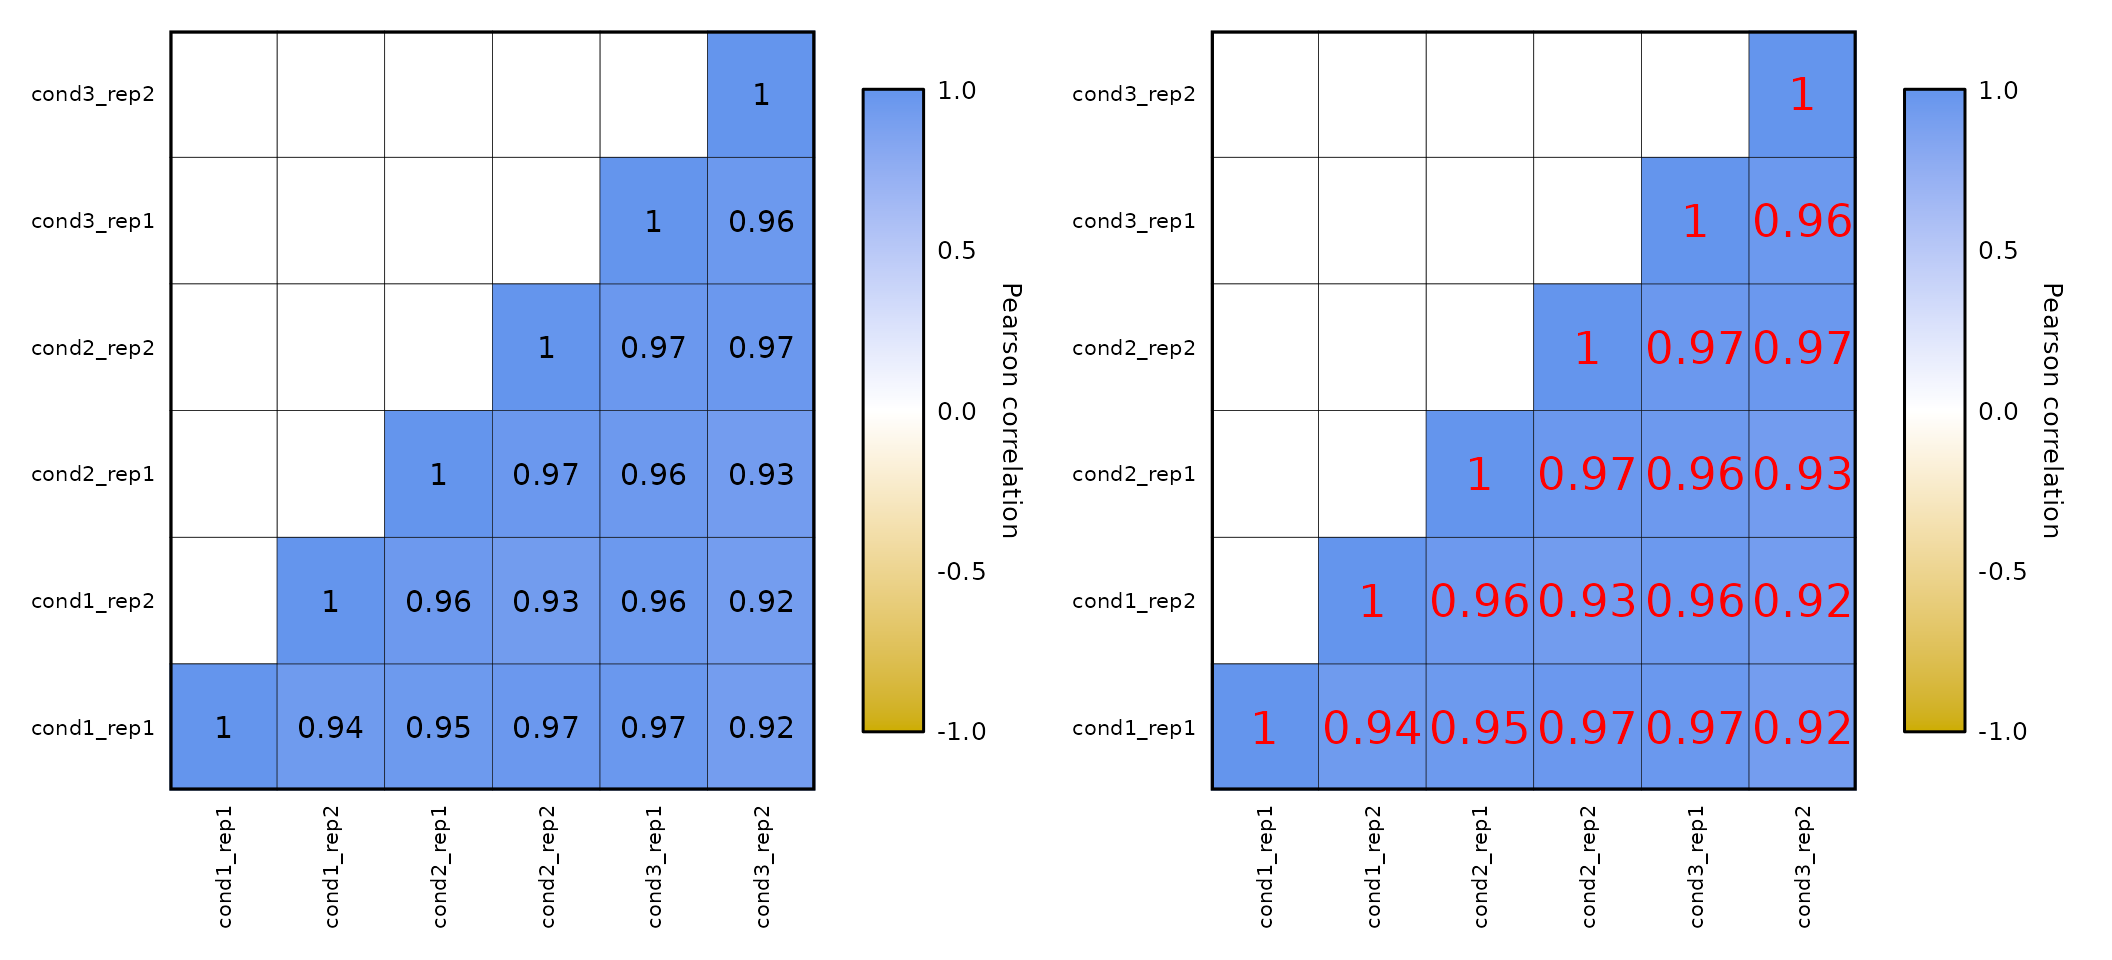 cond3_rep2 1
cond3_rep1 1 0.96
cond2_rep2 1 0.97 0.97
cond2_rep1 1 0.97 0.96 0.93
cond1_rep2 1 0.96 0.93 0.96 0.92
cond1_rep1 1 0.94 0.95 0.97 0.97 0.92
cond1_rep1
cond1_rep2
cond2_rep1
cond2_rep2
cond3_rep1
cond3_rep2
1.0
0.5
0.0
-0.5
-1.0
Pearson correlation
cond3_rep2 1
cond3_rep1 1 0.96
cond2_rep2 1 0.97 0.97
cond2_rep1 1 0.97 0.96 0.93
cond1_rep2 1 0.96 0.93 0.96 0.92
cond1_rep1 1 0.94 0.95 0.97 0.97 0.92
cond1_rep1
cond1_rep2
cond2_rep1
cond2_rep2
cond3_rep1
cond3_rep2
1.0
0.5
0.0
-0.5
-1.0
Pearson correlation